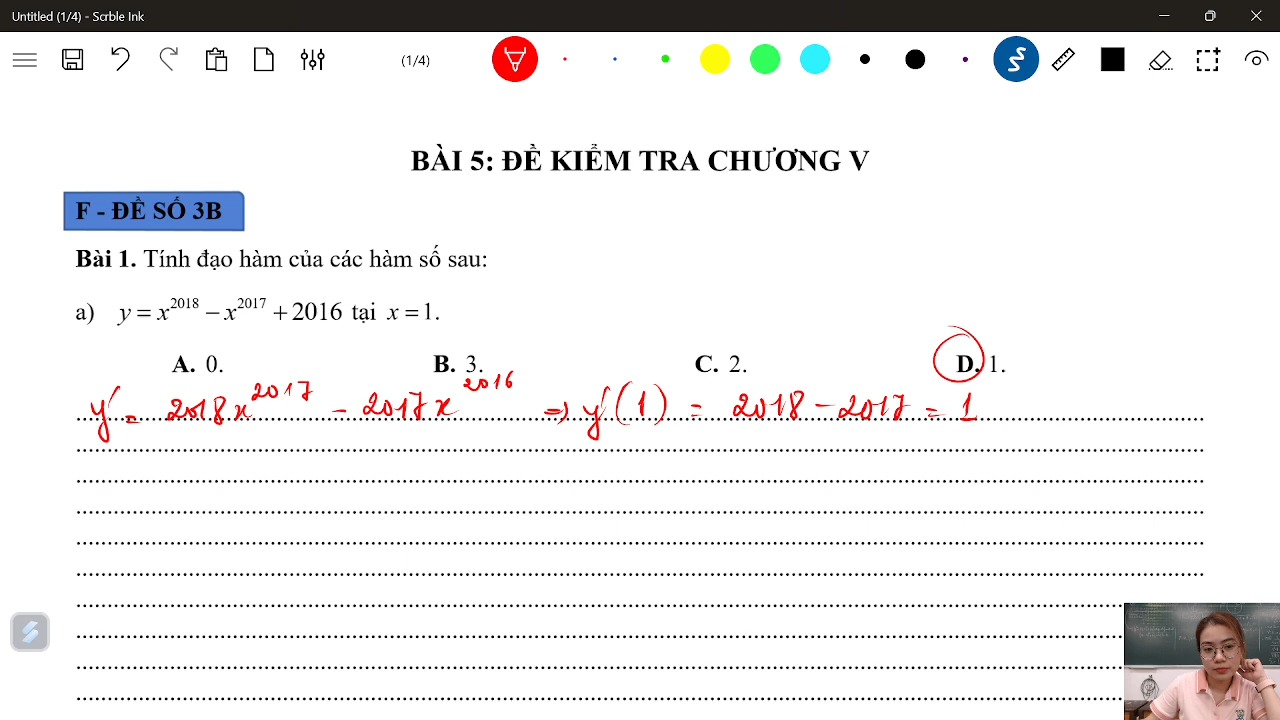 Untitled (1/4) - Scrble Ink
(1/4)
BÀI 5: ĐỀ KIỂM TRA CHƯƠNG V
F - ĐỀ SỐ 3B
Bài 1. Tính đạo hàm của các hàm số sau:
a) y = x^2018 − x^2017 + 2016 tại x = 1.
A. 0. B. 3. C. 2. D. 1.
y' = 2018x^2017 − 2017x^2016 ⇒ y'(1) = 2018 − 2017 = 1